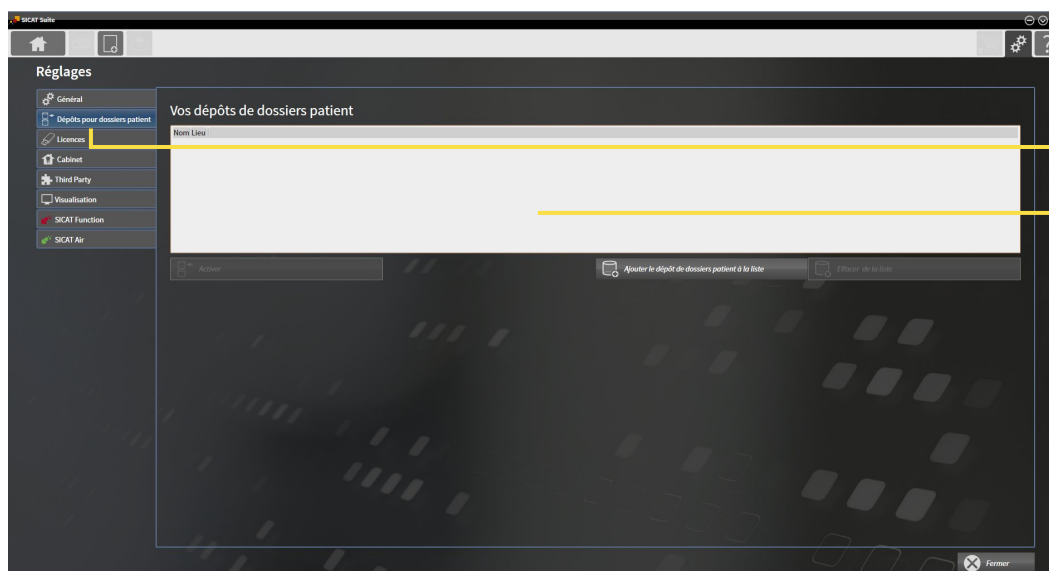 SICAT Suite
?
Réglages
Général
Dépôts pour dossiers patient
Licences
Cabinet
Third Party
Visualisation
SICAT Function
SICAT Air
Vos dépôts de dossiers patient
Nom Lieu
Activer
Ajouter le dépôt de dossiers patient à la liste
Effacer de la liste
Fermer